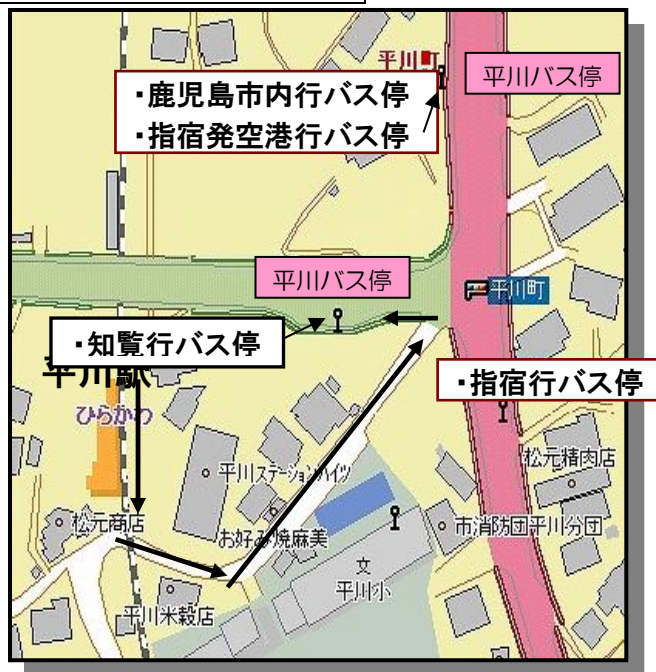 平川町
平川バス停
・鹿児島市内行バス停
・指宿発空港行バス停
平川バス停
平川町
・知覧行バス停
平川駅
ひらかわ
・指宿行バス停
平川ステーションハイツ
松元精肉店
松元商店
お好み焼麻美
市消防団平川分団
文
平川小
平川米穀店